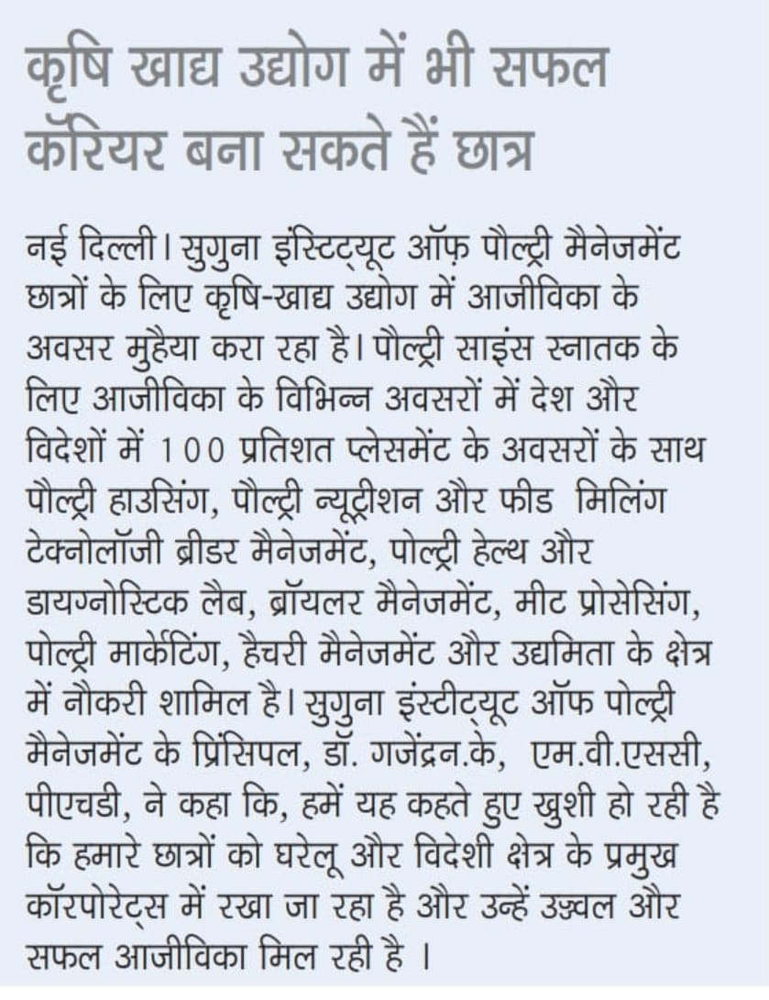 कृषि खाद्य उद्योग में भी सफल
कॅरियर बना सकते हैं छात्र
नई दिल्ली। सुगुना इंस्टिट्यूट ऑफ़ पौल्ट्री मैनेजमेंट
छात्रों के लिए कृषि-खाद्य उद्योग में आजीविका के
अवसर मुहैया करा रहा है। पौल्ट्री साइंस स्नातक के
लिए आजीविका के विभिन्न अवसरों में देश और
विदेशों में 100 प्रतिशत प्लेसमेंट के अवसरों के साथ
पौल्ट्री हाउसिंग, पौल्ट्री न्यूट्रीशन और फीड मिलिंग
टेक्नोलॉजी ब्रीडर मैनेजमेंट, पोल्ट्री हेल्थ और
डायग्नोस्टिक लैब, ब्रॉयलर मैनेजमेंट, मीट प्रोसेसिंग,
पोल्ट्री मार्केटिंग, हैचरी मैनेजमेंट और उद्यमिता के क्षेत्र
में नौकरी शामिल है। सुगुना इंस्टीट्यूट ऑफ पोल्ट्री
मैनेजमेंट के प्रिंसिपल, डॉ. गजेंद्रन.के, एम.वी.एससी,
पीएचडी, ने कहा कि, हमें यह कहते हुए खुशी हो रही है
कि हमारे छात्रों को घरेलू और विदेशी क्षेत्र के प्रमुख
कॉरपोरेट्स में रखा जा रहा है और उन्हें उज्ज्वल और
सफल आजीविका मिल रही है ।